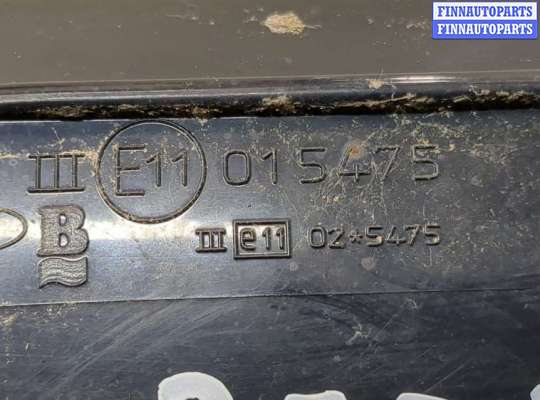 FINNAUTOPARTS
FINNAUTOPARTS
III E11 015475
B III e11 02*5475